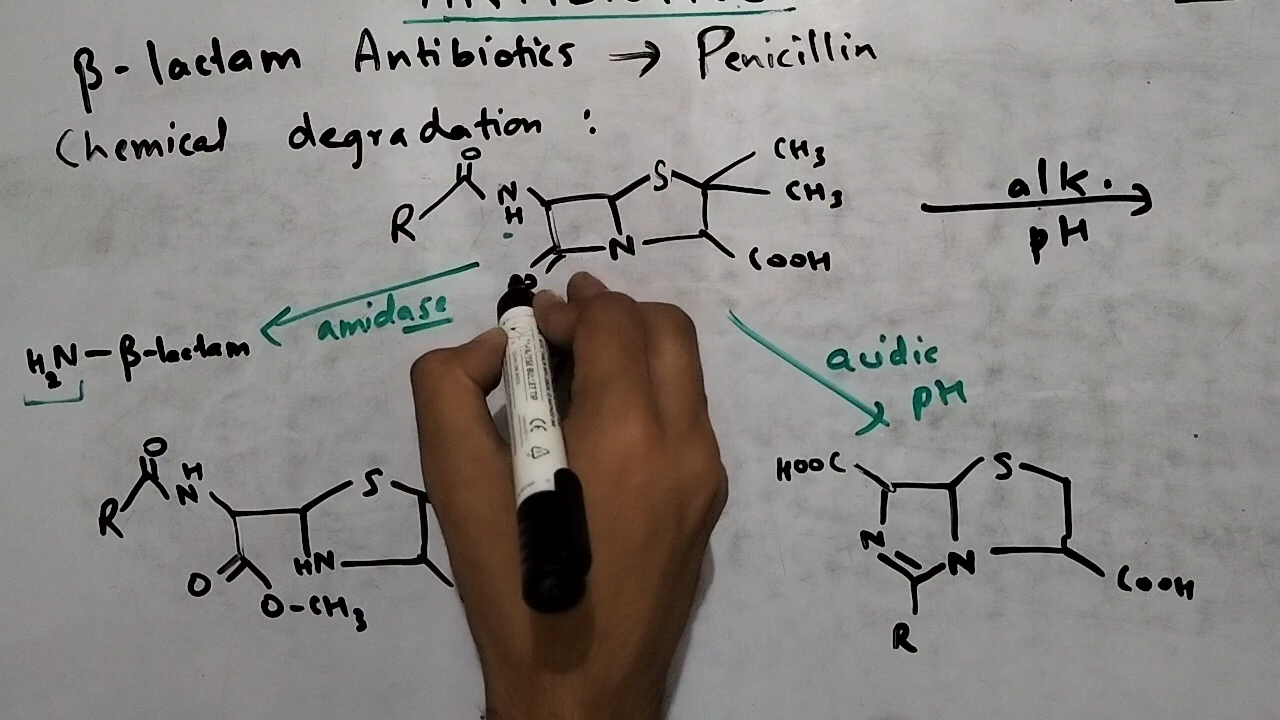 β-lactam Antibiotics → Penicillin
Chemical degradation :
O
R
N
H
S
CH3
CH3
N
COOH
alk.
pH
amidase
H2N – β-lactam
acidic
pH
O
R
H
N
S
HN
O
O-CH3
HOOC
S
N
N
COOH
R
CE